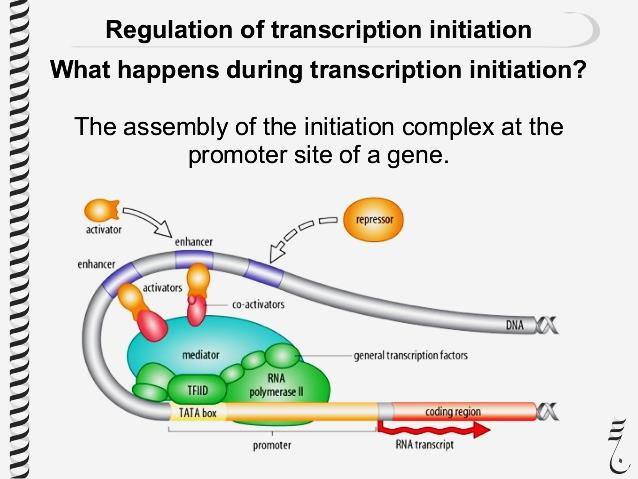 Regulation of transcription initiation
What happens during transcription initiation?
The assembly of the initiation complex at the
promoter site of a gene.
activator
repressor
enhancer
enhancer
activators
co-activators
DNA
mediator
general transcription factors
RNA
polymerase II
TFIID
TATA box
coding region
promoter
RNA transcript